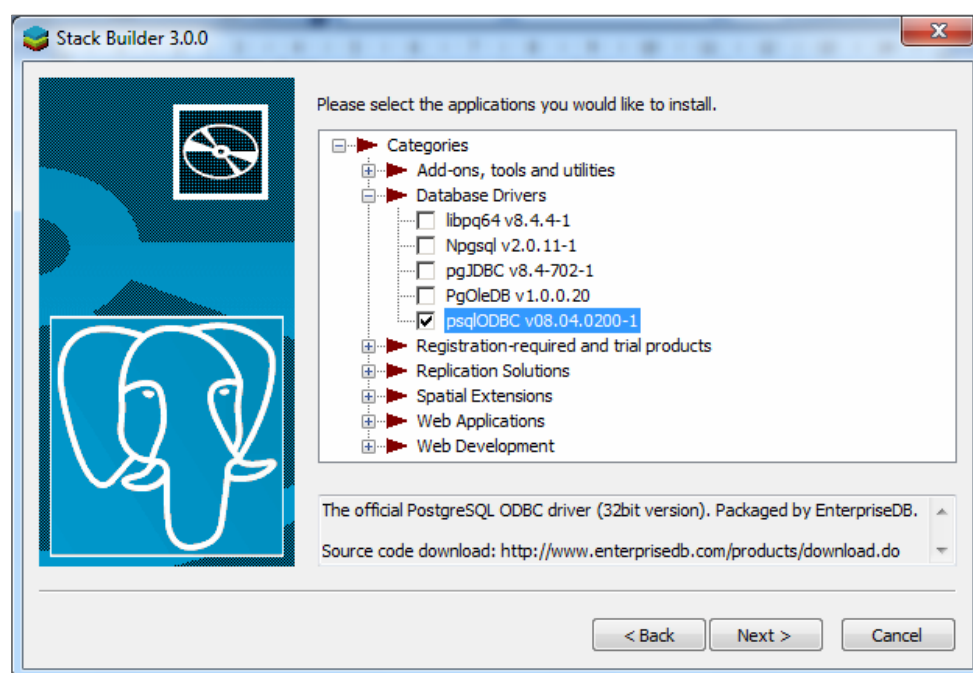 Stack Builder 3.0.0
Please select the applications you would like to install.
Categories
Add-ons, tools and utilities
Database Drivers
libpq64 v8.4.4-1
Npgsql v2.0.11-1
pgJDBC v8.4-702-1
PgOleDB v1.0.0.20
psqlODBC v08.04.0200-1
Registration-required and trial products
Replication Solutions
Spatial Extensions
Web Applications
Web Development
The official PostgreSQL ODBC driver (32bit version). Packaged by EnterpriseDB.
Source code download: http://www.enterprisedb.com/products/download.do
< Back Next > Cancel